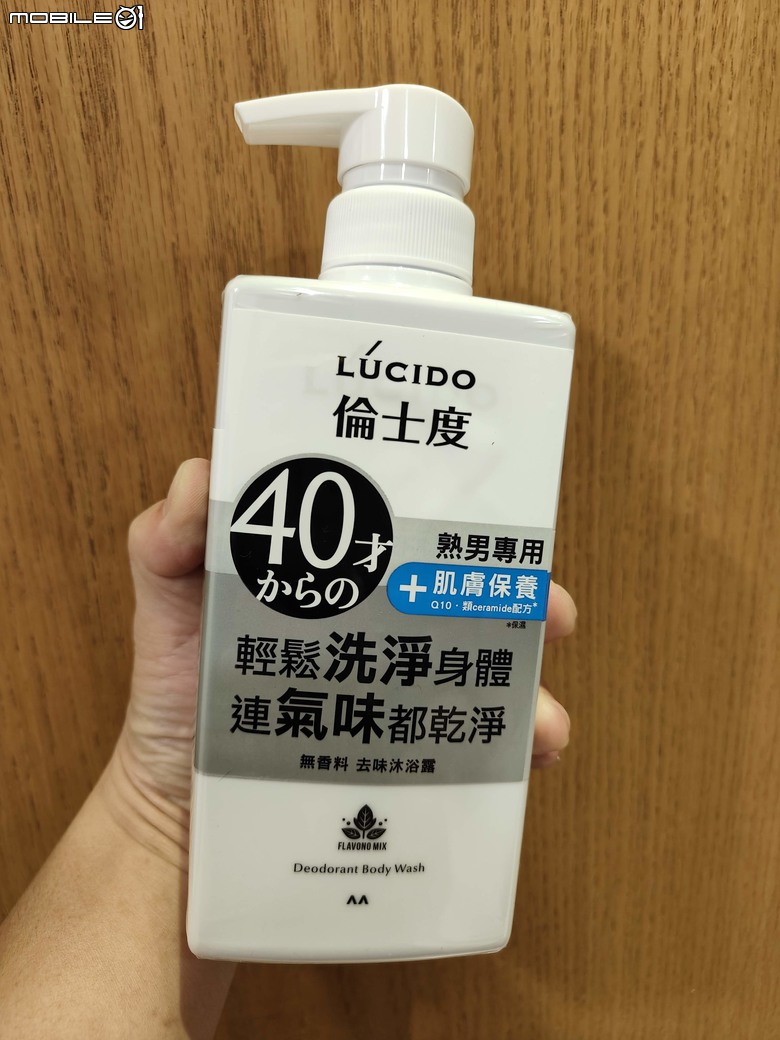 MOBILE01
LÚCIDO
倫士度
40才
からの
熟男專用
+肌膚保養
Q10・類ceramide配方*
*保濕
輕鬆洗淨身體
連氣味都乾淨
無香料 去味沐浴露
FLAVONO MIX
Deodorant Body Wash